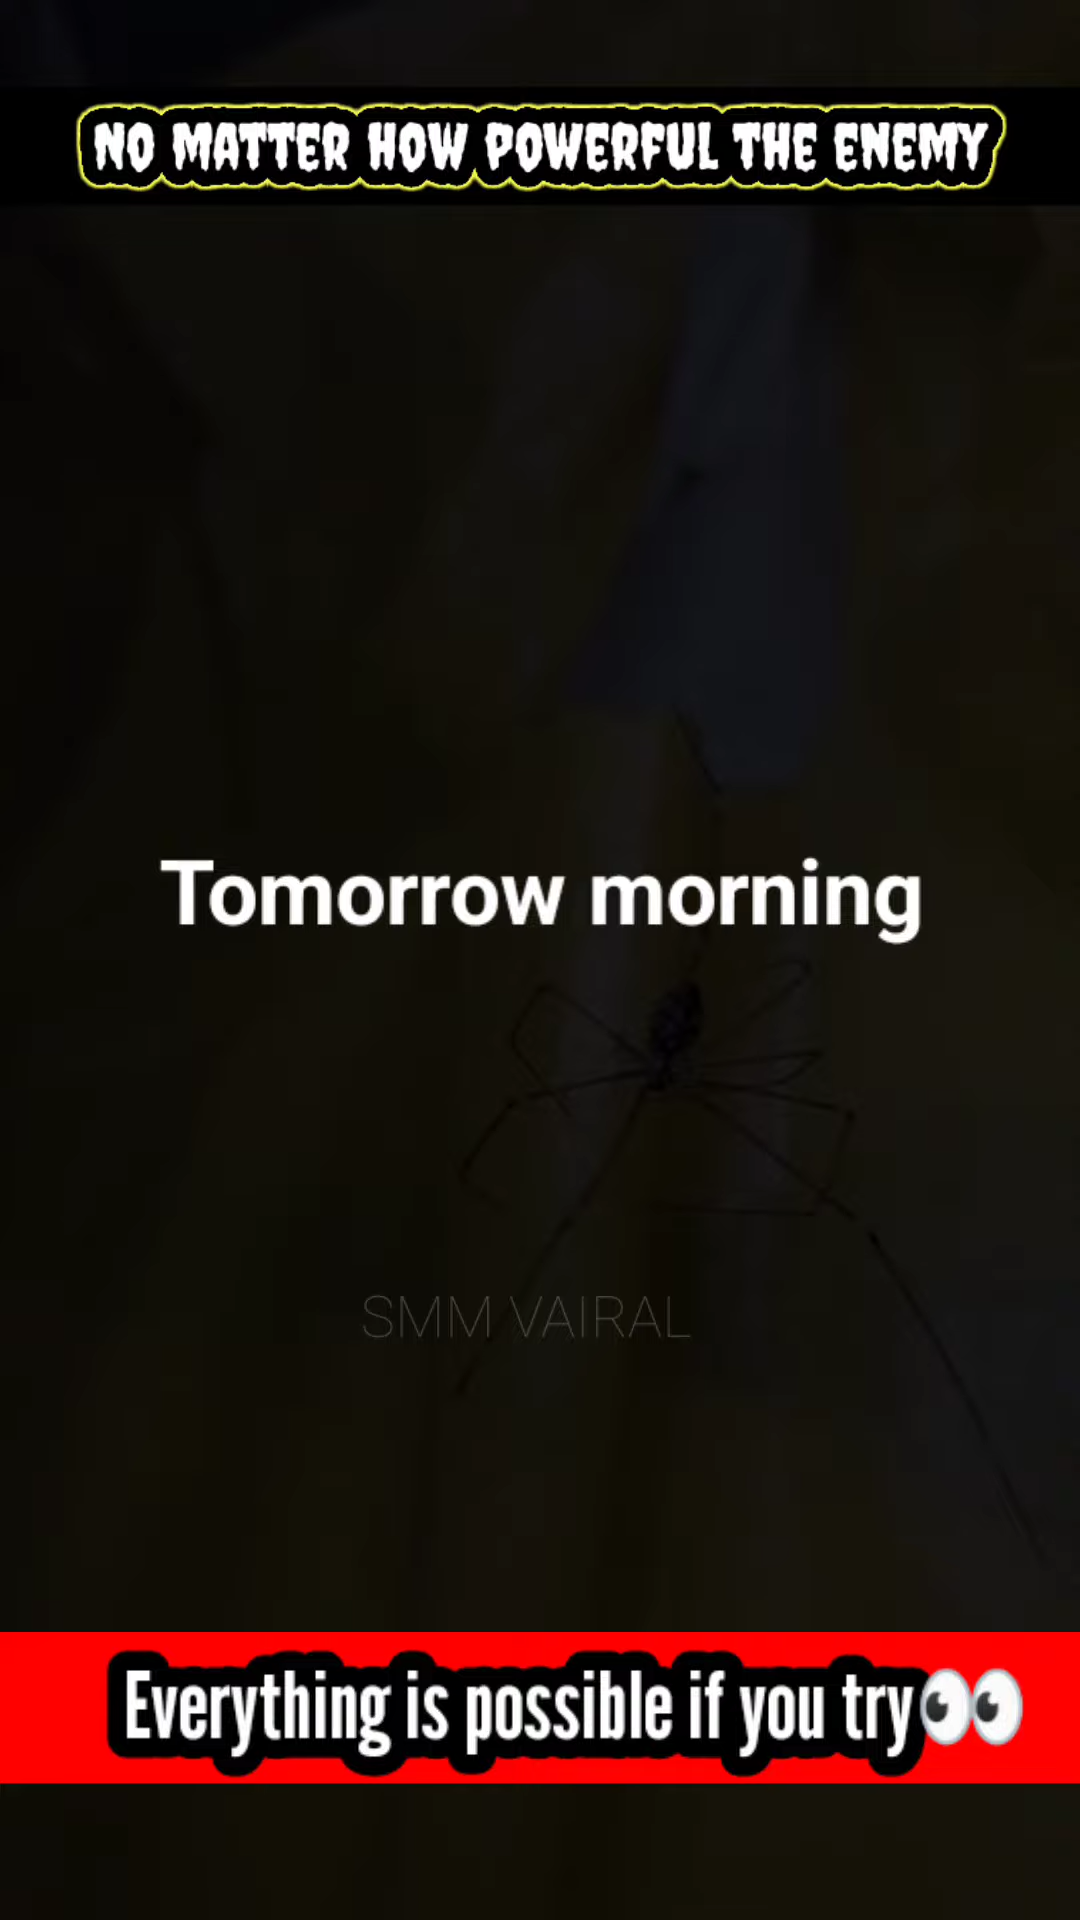 NO MATTER HOW POWERFUL THE ENEMY
Tomorrow morning
SMM VAIRAL
Everything is possible if you try👀